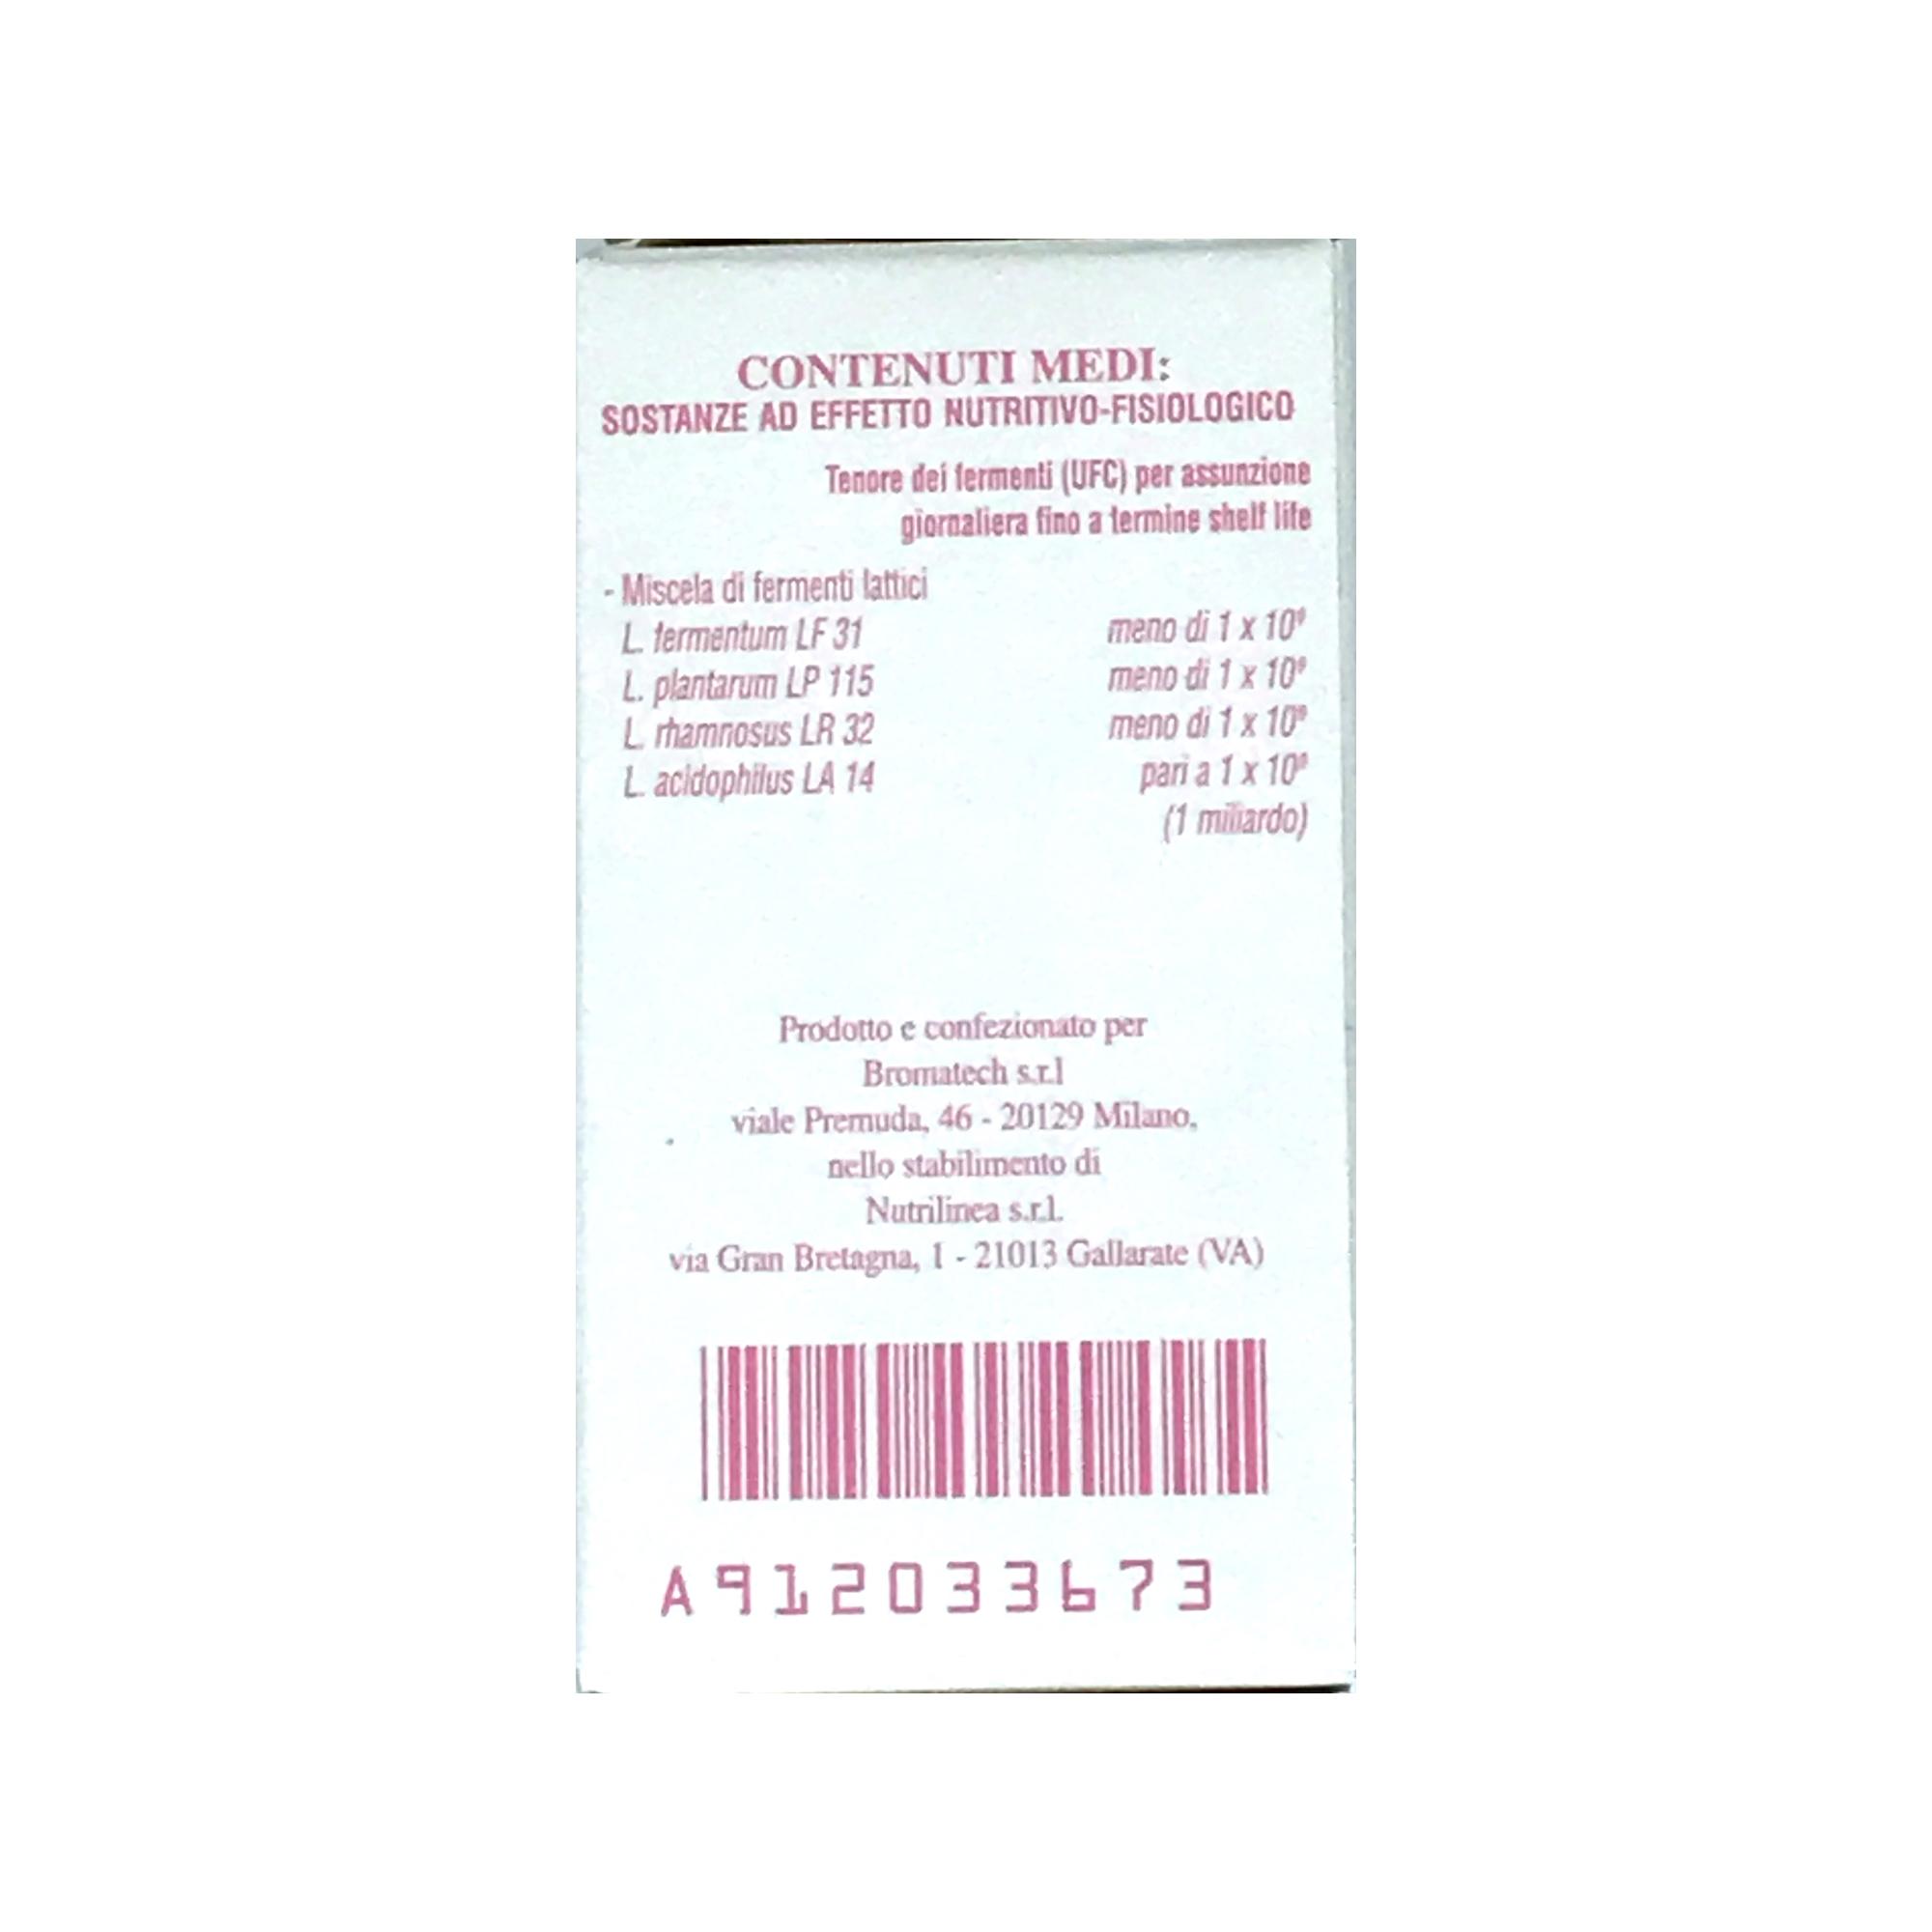 CONTENUTI MEDI:
SOSTANZE AD EFFETTO NUTRITIVO-FISIOLOGICO
Tenore dei fermenti (UFC) per assunzione
giornaliera fino a termine shelf life
- Miscela di fermenti lattici
L. fermentum LF 31 meno di 1 x 10⁹
L. plantarum LP 115 meno di 1 x 10⁹
L. rhamnosus LR 32 meno di 1 x 10⁹
L. acidophilus LA 14 pari a 1 x 10⁹
(1 miliardo)
Prodotto e confezionato per
Bromatech s.r.l
viale Premuda, 46 - 20129 Milano,
nello stabilimento di
Nutrilinea s.r.l.
via Gran Bretagna, 1 - 21013 Gallarate (VA)
A912033673